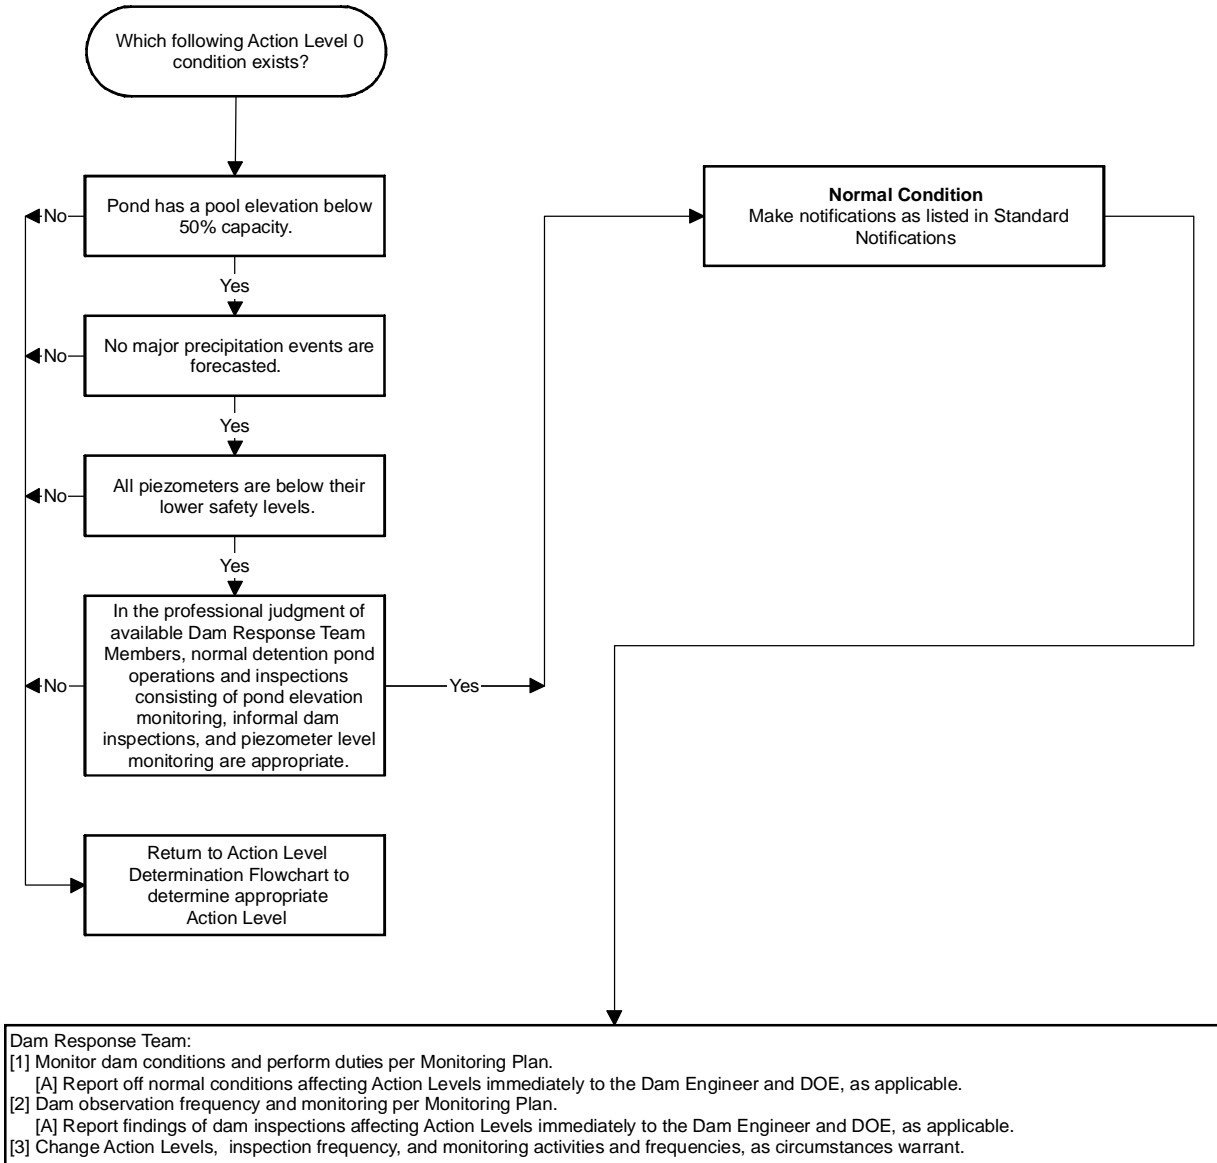 Which following Action Level 0
condition exists?
No
Pond has a pool elevation below
50% capacity.
Yes
No
No major precipitation events are
forecasted.
Yes
No
All piezometers are below their
lower safety levels.
Yes
No
In the professional judgment of
available Dam Response Team
Members, normal detention pond
operations and inspections
consisting of pond elevation
monitoring, informal dam
inspections, and piezometer level
monitoring are appropriate.
Yes
Return to Action Level
Determination Flowchart to
determine appropriate
Action Level
Normal Condition
Make notifications as listed in Standard
Notifications
Dam Response Team:
[1] Monitor dam conditions and perform duties per Monitoring Plan.
[A] Report off normal conditions affecting Action Levels immediately to the Dam Engineer and DOE, as applicable.
[2] Dam observation frequency and monitoring per Monitoring Plan.
[A] Report findings of dam inspections affecting Action Levels immediately to the Dam Engineer and DOE, as applicable.
[3] Change Action Levels, inspection frequency, and monitoring activities and frequencies, as circumstances warrant.